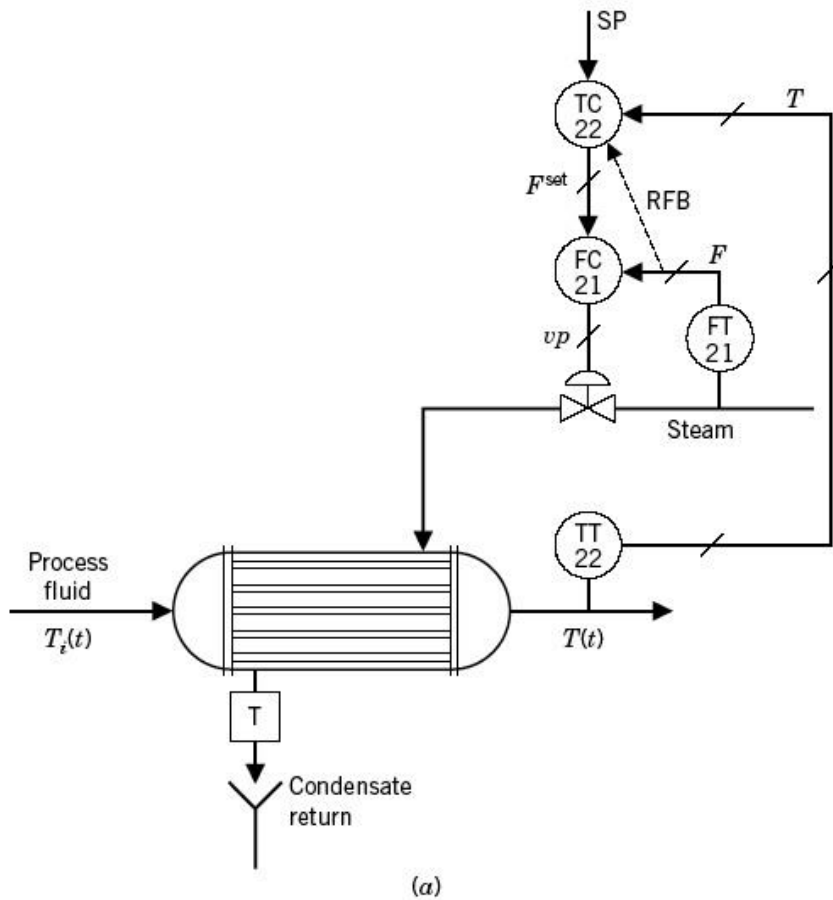 SP
TC
22
T
F^set
RFB
FC
21
F
vp
FT
21
Steam
TT
22
Process
fluid
T_i(t)
T(t)
T
Condensate
return
(a)